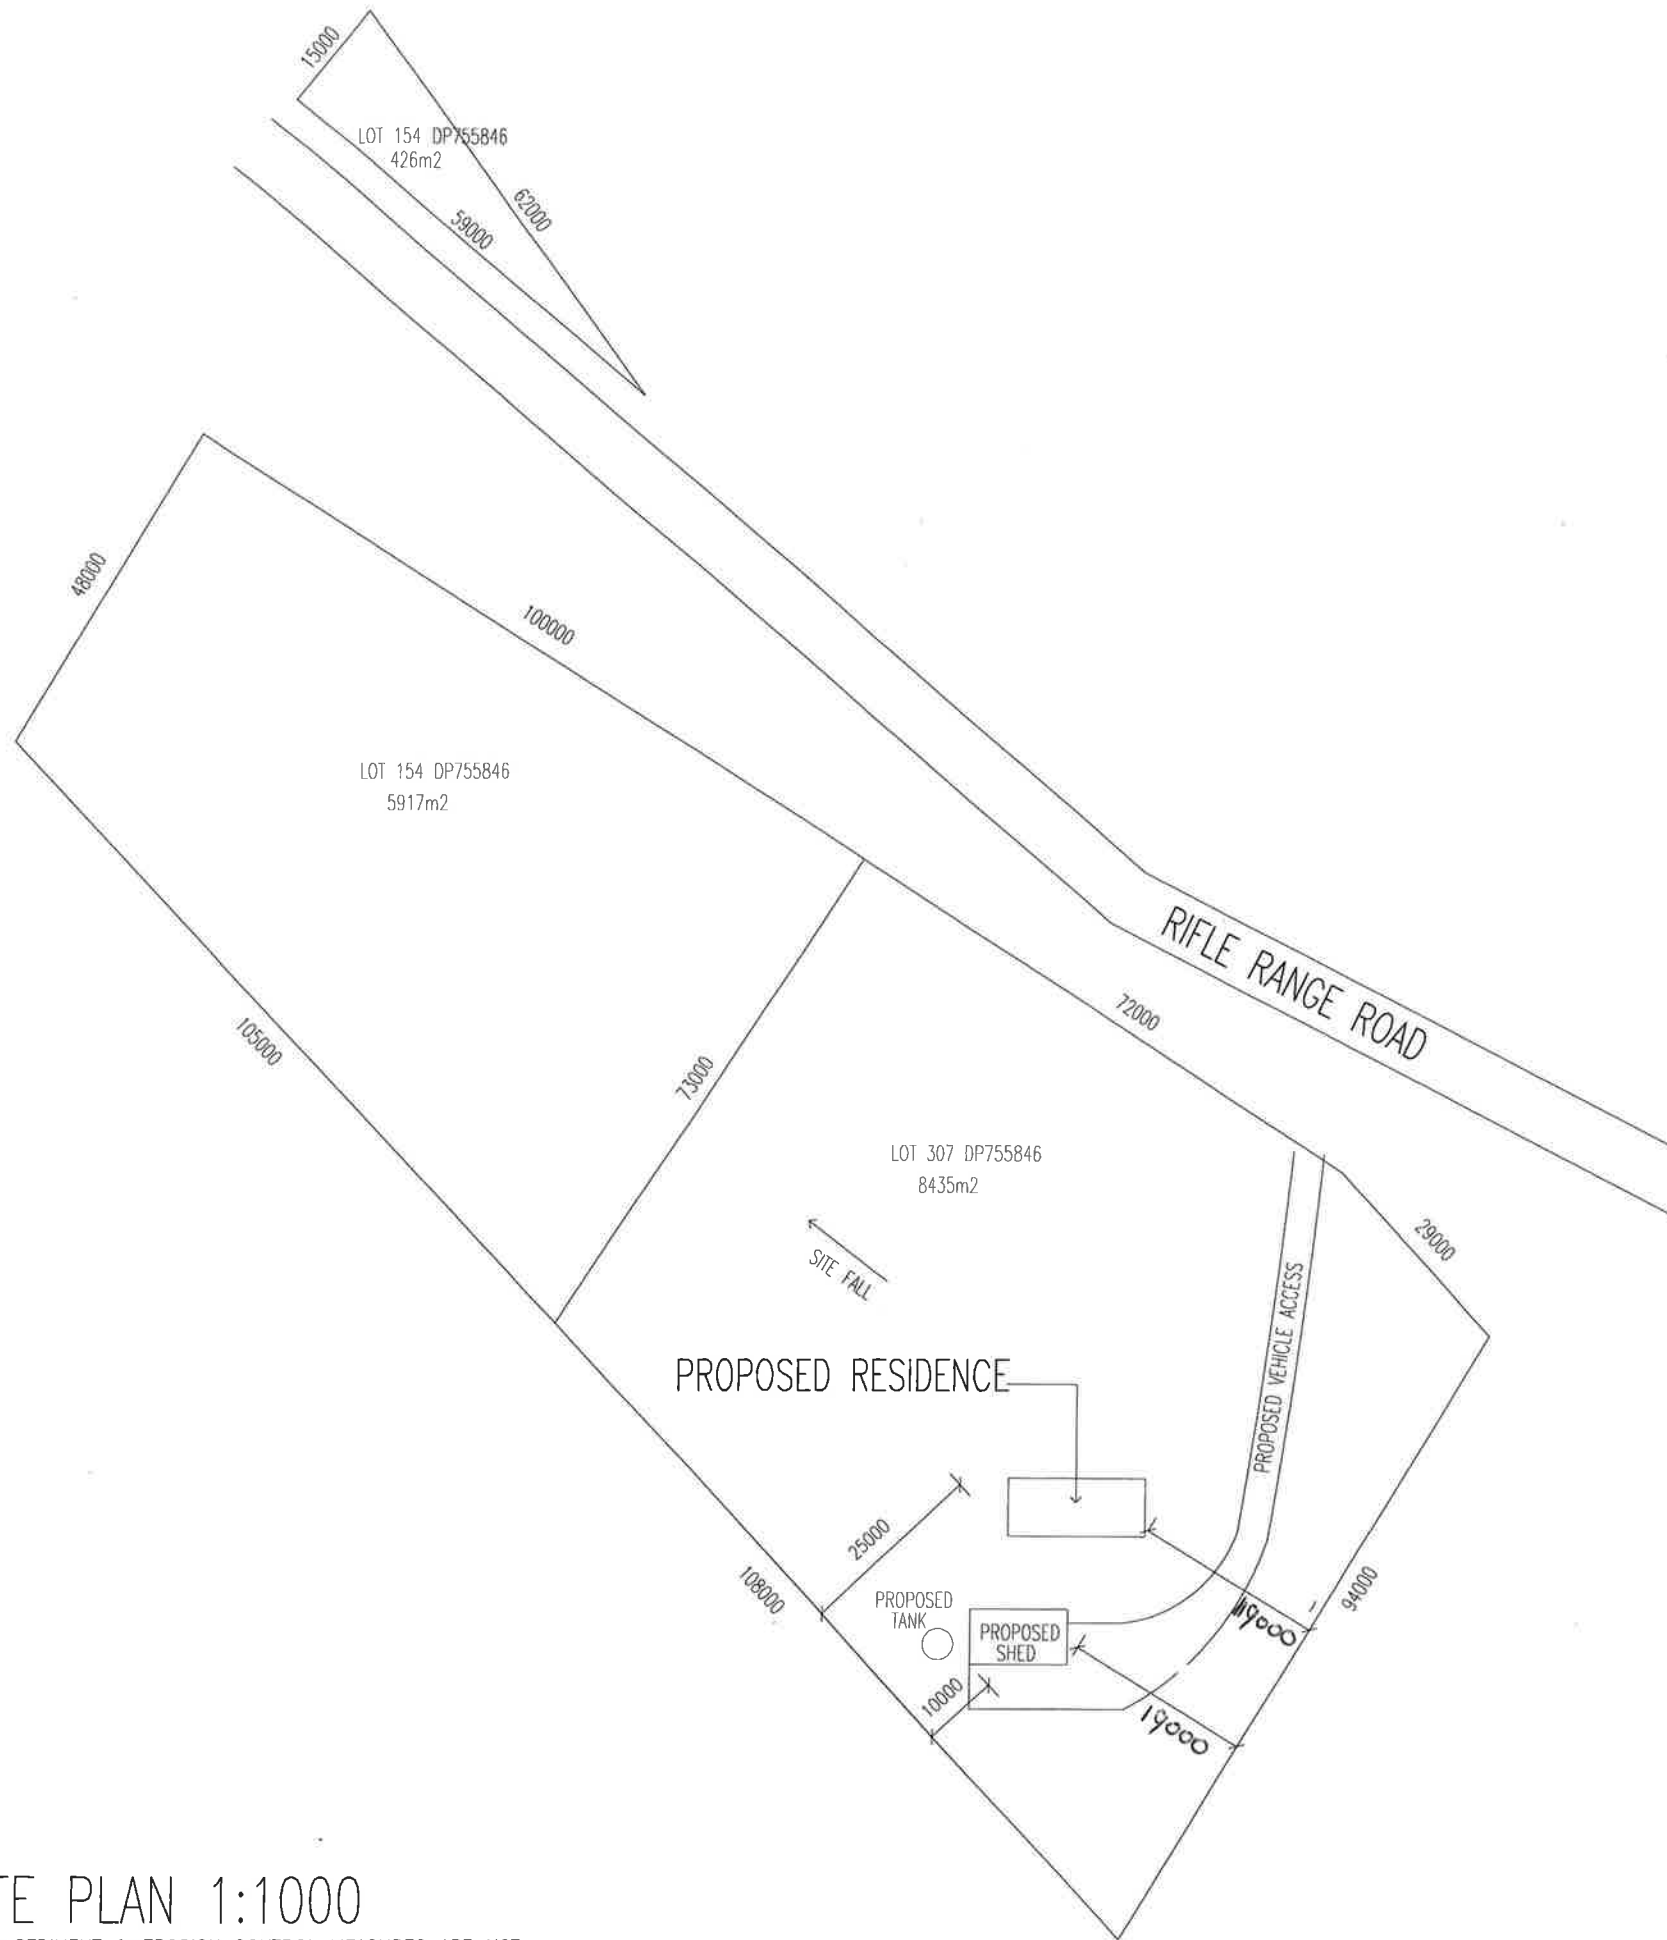 15000
LOT 154 DP755846
426m2
62000
59000
48000
100000
LOT 154 DP755846
5917m2
RIFLE RANGE ROAD
72000
105000
73000
LOT 307 DP755846
8435m2
29000
SITE FALL
PROPOSED VEHICLE ACCESS
PROPOSED RESIDENCE
25000
108000
94000
PROPOSED
TANK
PROPOSED
SHED
19000
10000
19000
TE PLAN 1:1000